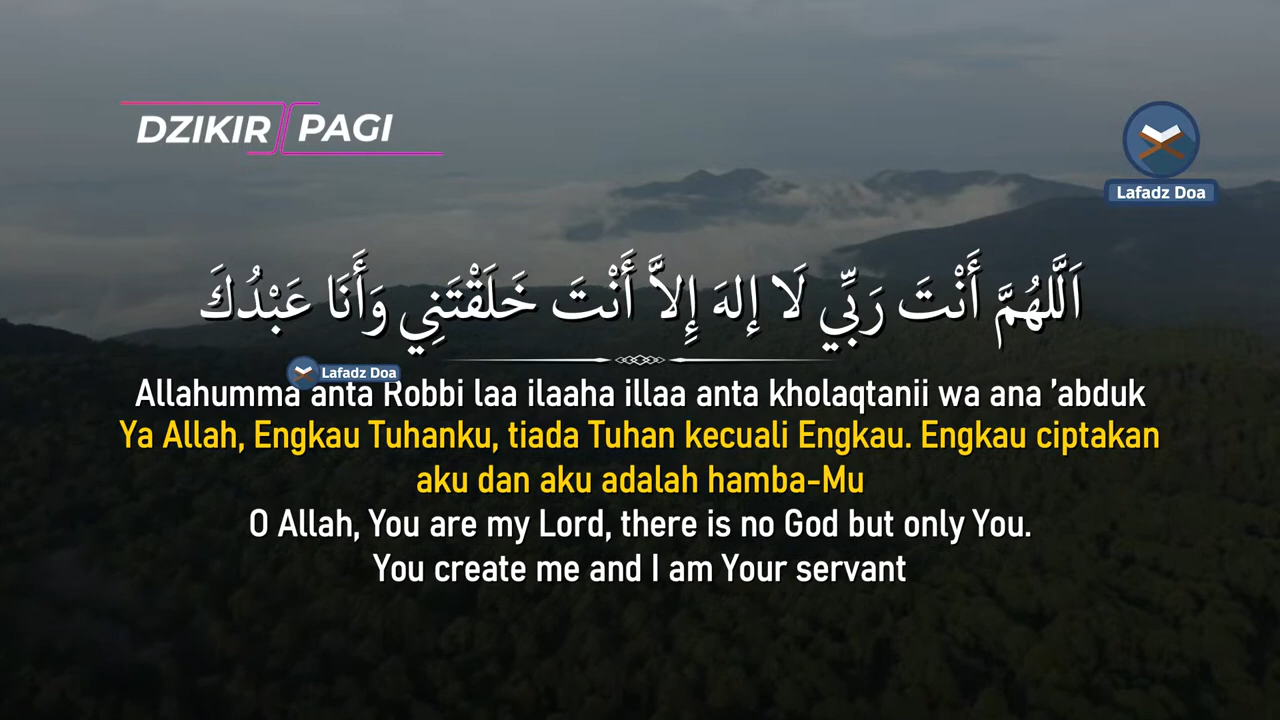 DZIKIR PAGI
Lafadz Doa
اَللَّهُمَّ أَنْتَ رَبِّي لَا إِلهَ إِلاَّ أَنْتَ خَلَقْتَنِي وَأَنَا عَبْدُكَ
Lafadz Doa
Allahumma anta Robbi laa ilaaha illaa anta kholaqtanii wa ana ’abduk
Ya Allah, Engkau Tuhanku, tiada Tuhan kecuali Engkau. Engkau ciptakan
aku dan aku adalah hamba-Mu
O Allah, You are my Lord, there is no God but only You.
You create me and I am Your servant